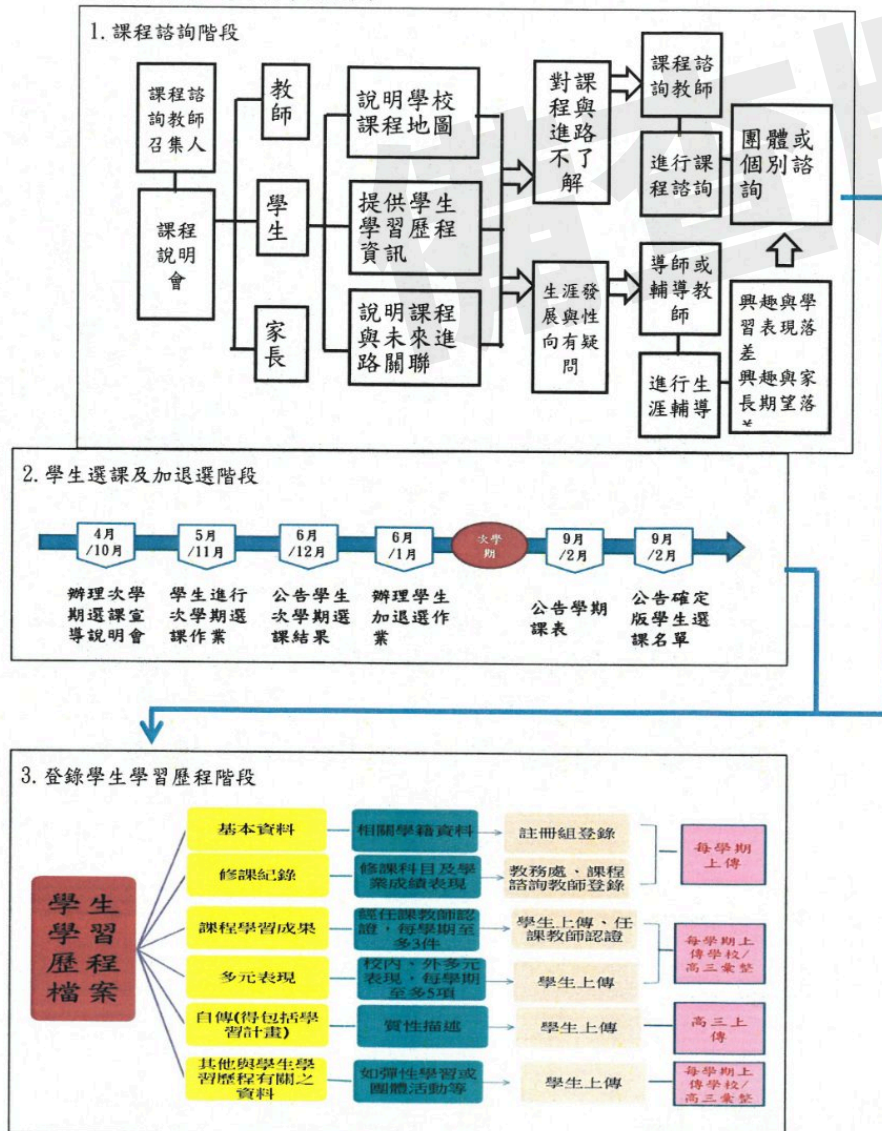 1.課程諮詢階段
課程諮
詢教師
召集人
課程
說明
會
教
師
學
生
家
長
說明學校
課程地圖
提供學生
學習歷程
資訊
說明課程
與未來進
路關聯
對課
程與
進路
不了
解
生涯發
展與性
向有疑
問
課程諮
詢教師
進行課
程諮詢
導師或
輔導教
師
進行生
涯輔導
團體或
個別諮
詢
興趣與學
習表現落
差
興趣與家
長期望落
差
2.學生選課及加退選階段
4月
/10月
5月
/11月
6月
/12月
6月
/1月
次學
期
9月
/2月
9月
/2月
辦理次學
期選課宣
導說明會
學生進行
次學期選
課作業
公告學生
次學期選
課結果
辦理學生
加退選作
業
公告學期
課表
公告確定
版學生選
課名單
3.登錄學生學習歷程階段
學生
學習
歷程
檔案
基本資料
相關學籍資料
註冊組登錄
修課紀錄
修課科目及學
業成績表現
教務處、課程
諮詢教師登錄
每學期
上傳
課程學習成果
經任課教師認
證，每學期至
多3件
學生上傳、任
課教師認證
多元表現
校內、外多元
表現，每學期
至多5項
學生上傳
每學期上
傳學校/
高三彙整
自傳(得包括學
習計畫)
質性描述
學生上傳
高三上
傳
其他與學生學
習歷程有關之
資料
如彈性學習或
團體活動等
學生上傳
每學期上
傳學校/
高三彙整
備查版